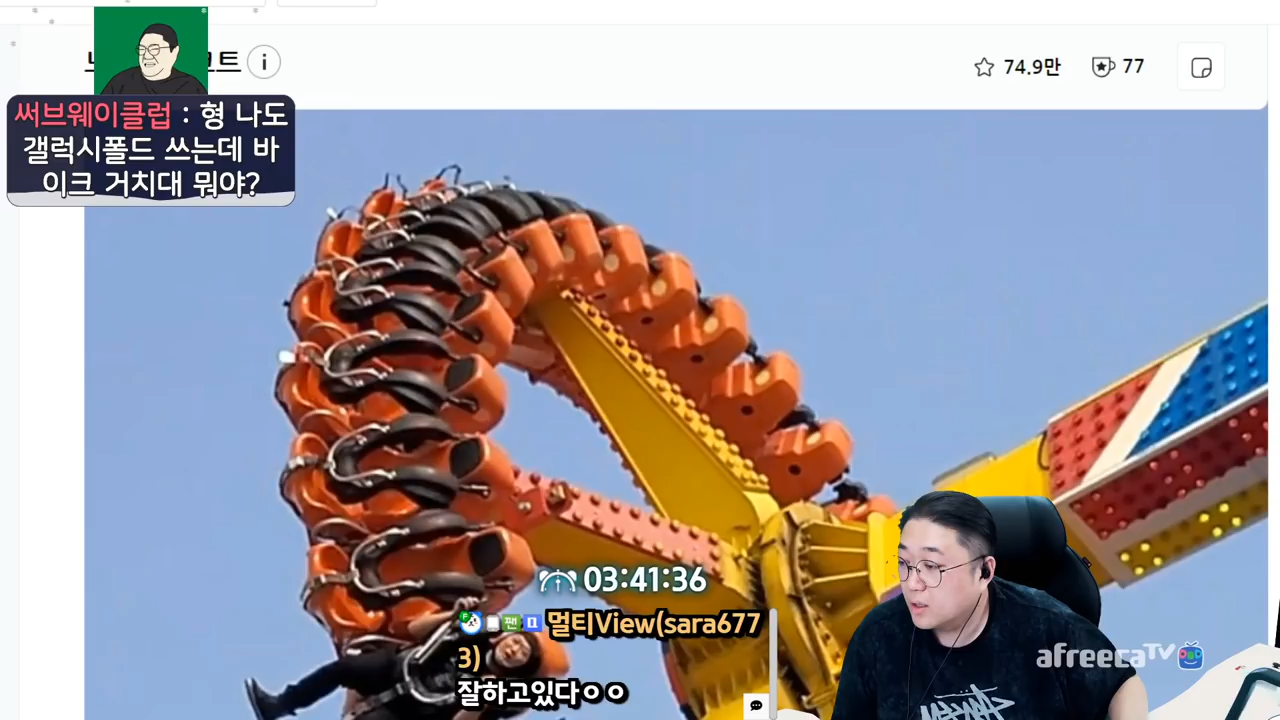 74.9만
77
써브웨이클럽 : 형 나도
갤럭시폴드 쓰는데 바
이크 거치대 뭐야?
03:41:36
멀티View(sara677
3)
잘하고있다ㅇㅇ
afreecaTV